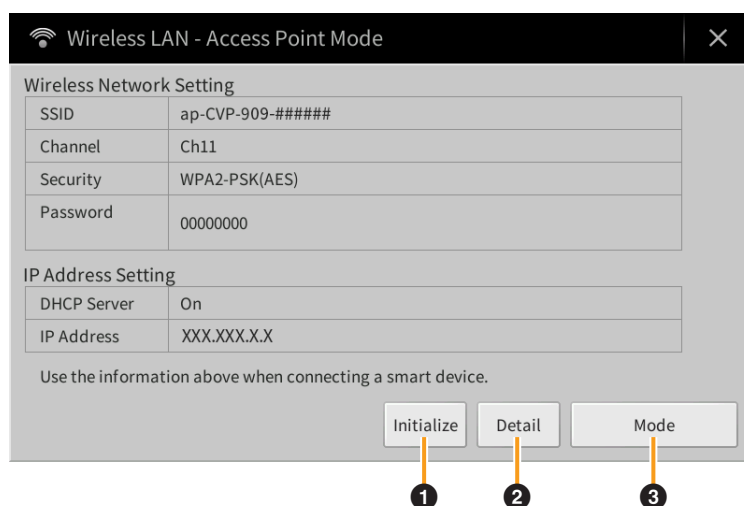 Wireless LAN - Access Point Mode
Wireless Network Setting
SSID ap-CVP-909-######
Channel Ch11
Security WPA2-PSK(AES)
Password 00000000
IP Address Setting
DHCP Server On
IP Address XXX.XXX.X.X
Use the information above when connecting a smart device.
Initialize Detail Mode
1 2 3